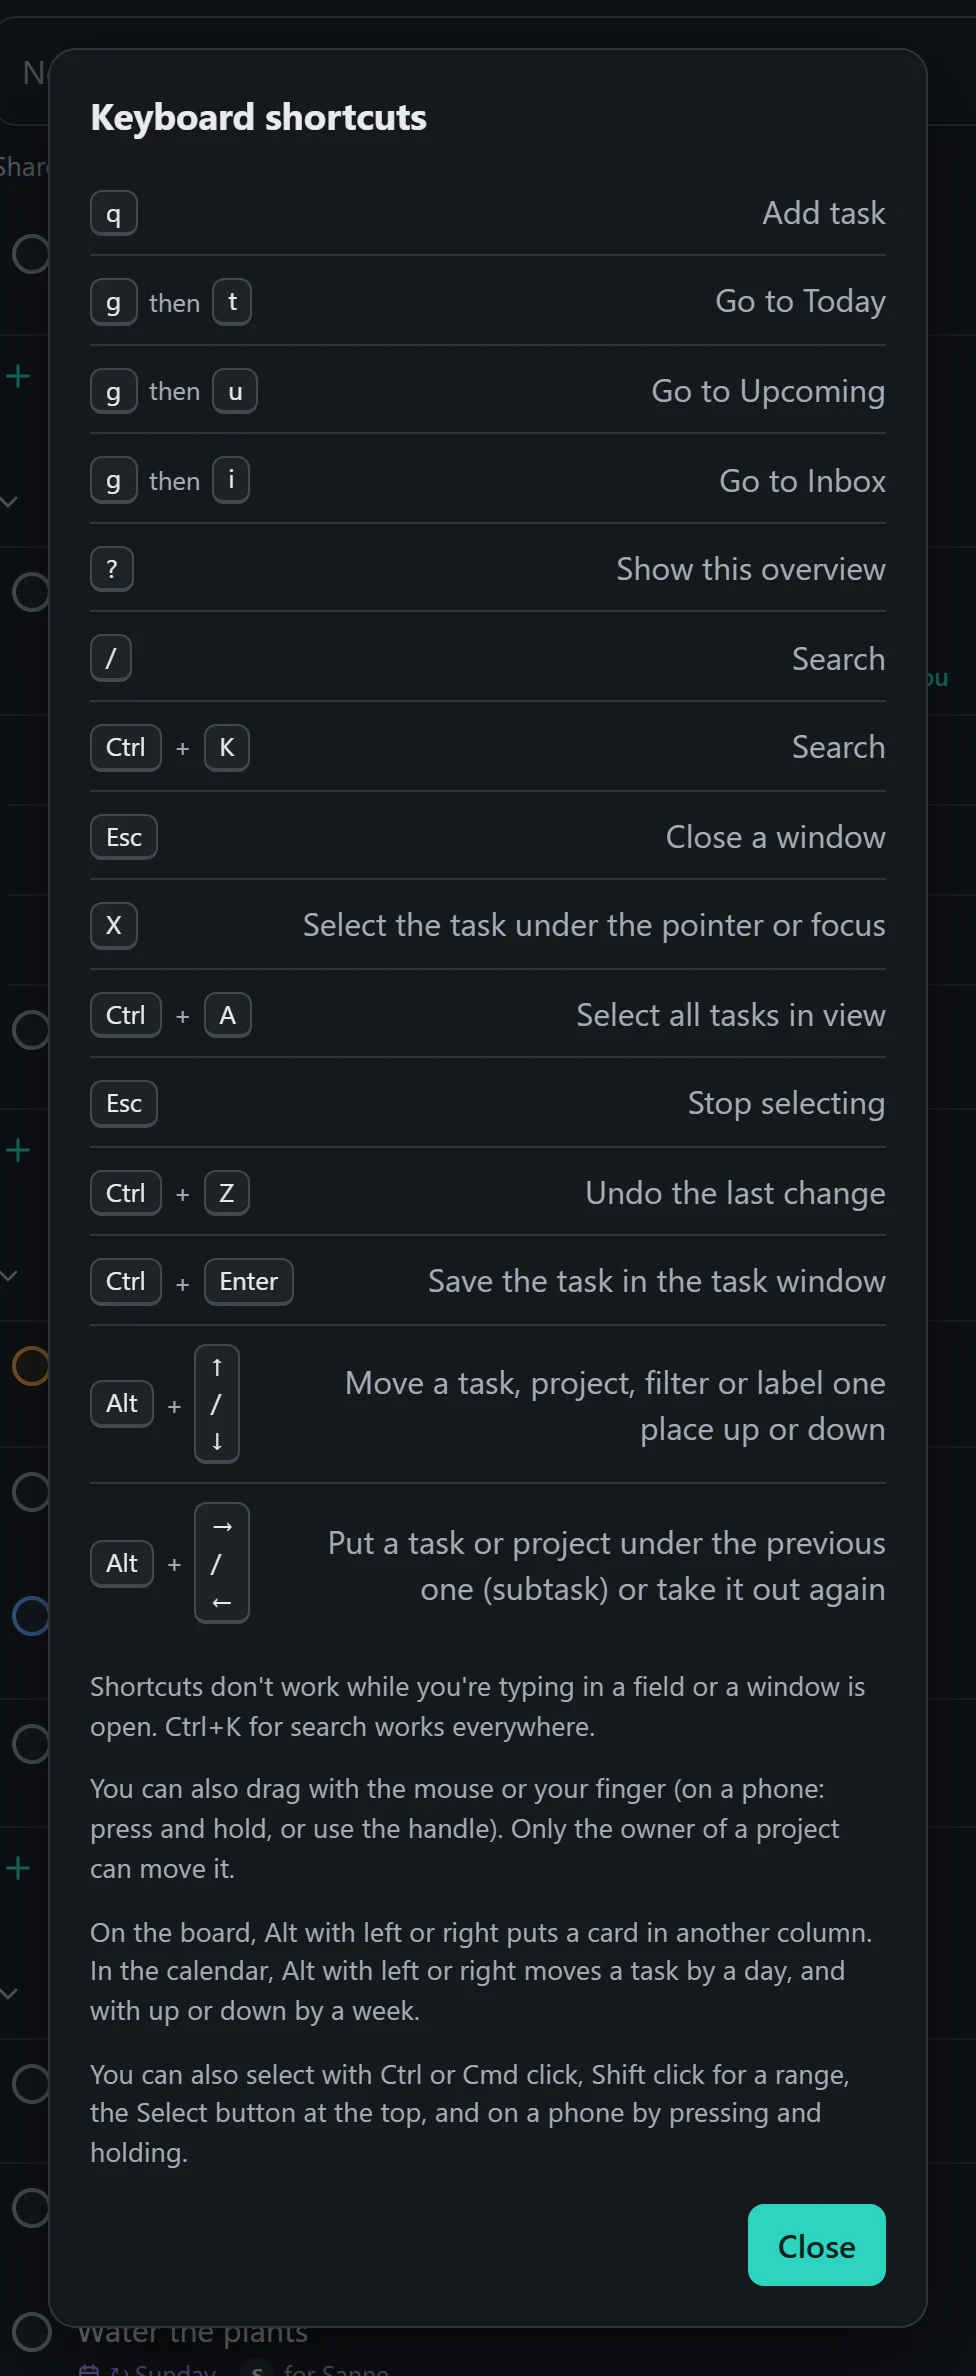 Keyboard shortcuts
q Add task
g then t Go to Today
g then u Go to Upcoming
g then i Go to Inbox
? Show this overview
/ Search
Ctrl + K Search
Esc Close a window
X Select the task under the pointer or focus
Ctrl + A Select all tasks in view
Esc Stop selecting
Ctrl + Z Undo the last change
Ctrl + Enter Save the task in the task window
Alt + ↑ / ↓ Move a task, project, filter or label one
place up or down
Alt + → / ← Put a task or project under the previous
one (subtask) or take it out again
Shortcuts don't work while you're typing in a field or a window is
open. Ctrl+K for search works everywhere.
You can also drag with the mouse or your finger (on a phone:
press and hold, or use the handle). Only the owner of a project
can move it.
On the board, Alt with left or right puts a card in another column.
In the calendar, Alt with left or right moves a task by a day, and
with up or down by a week.
You can also select with Ctrl or Cmd click, Shift click for a range,
the Select button at the top, and on a phone by pressing and
holding.
Close
Water the plants
Sunday S for Sanne